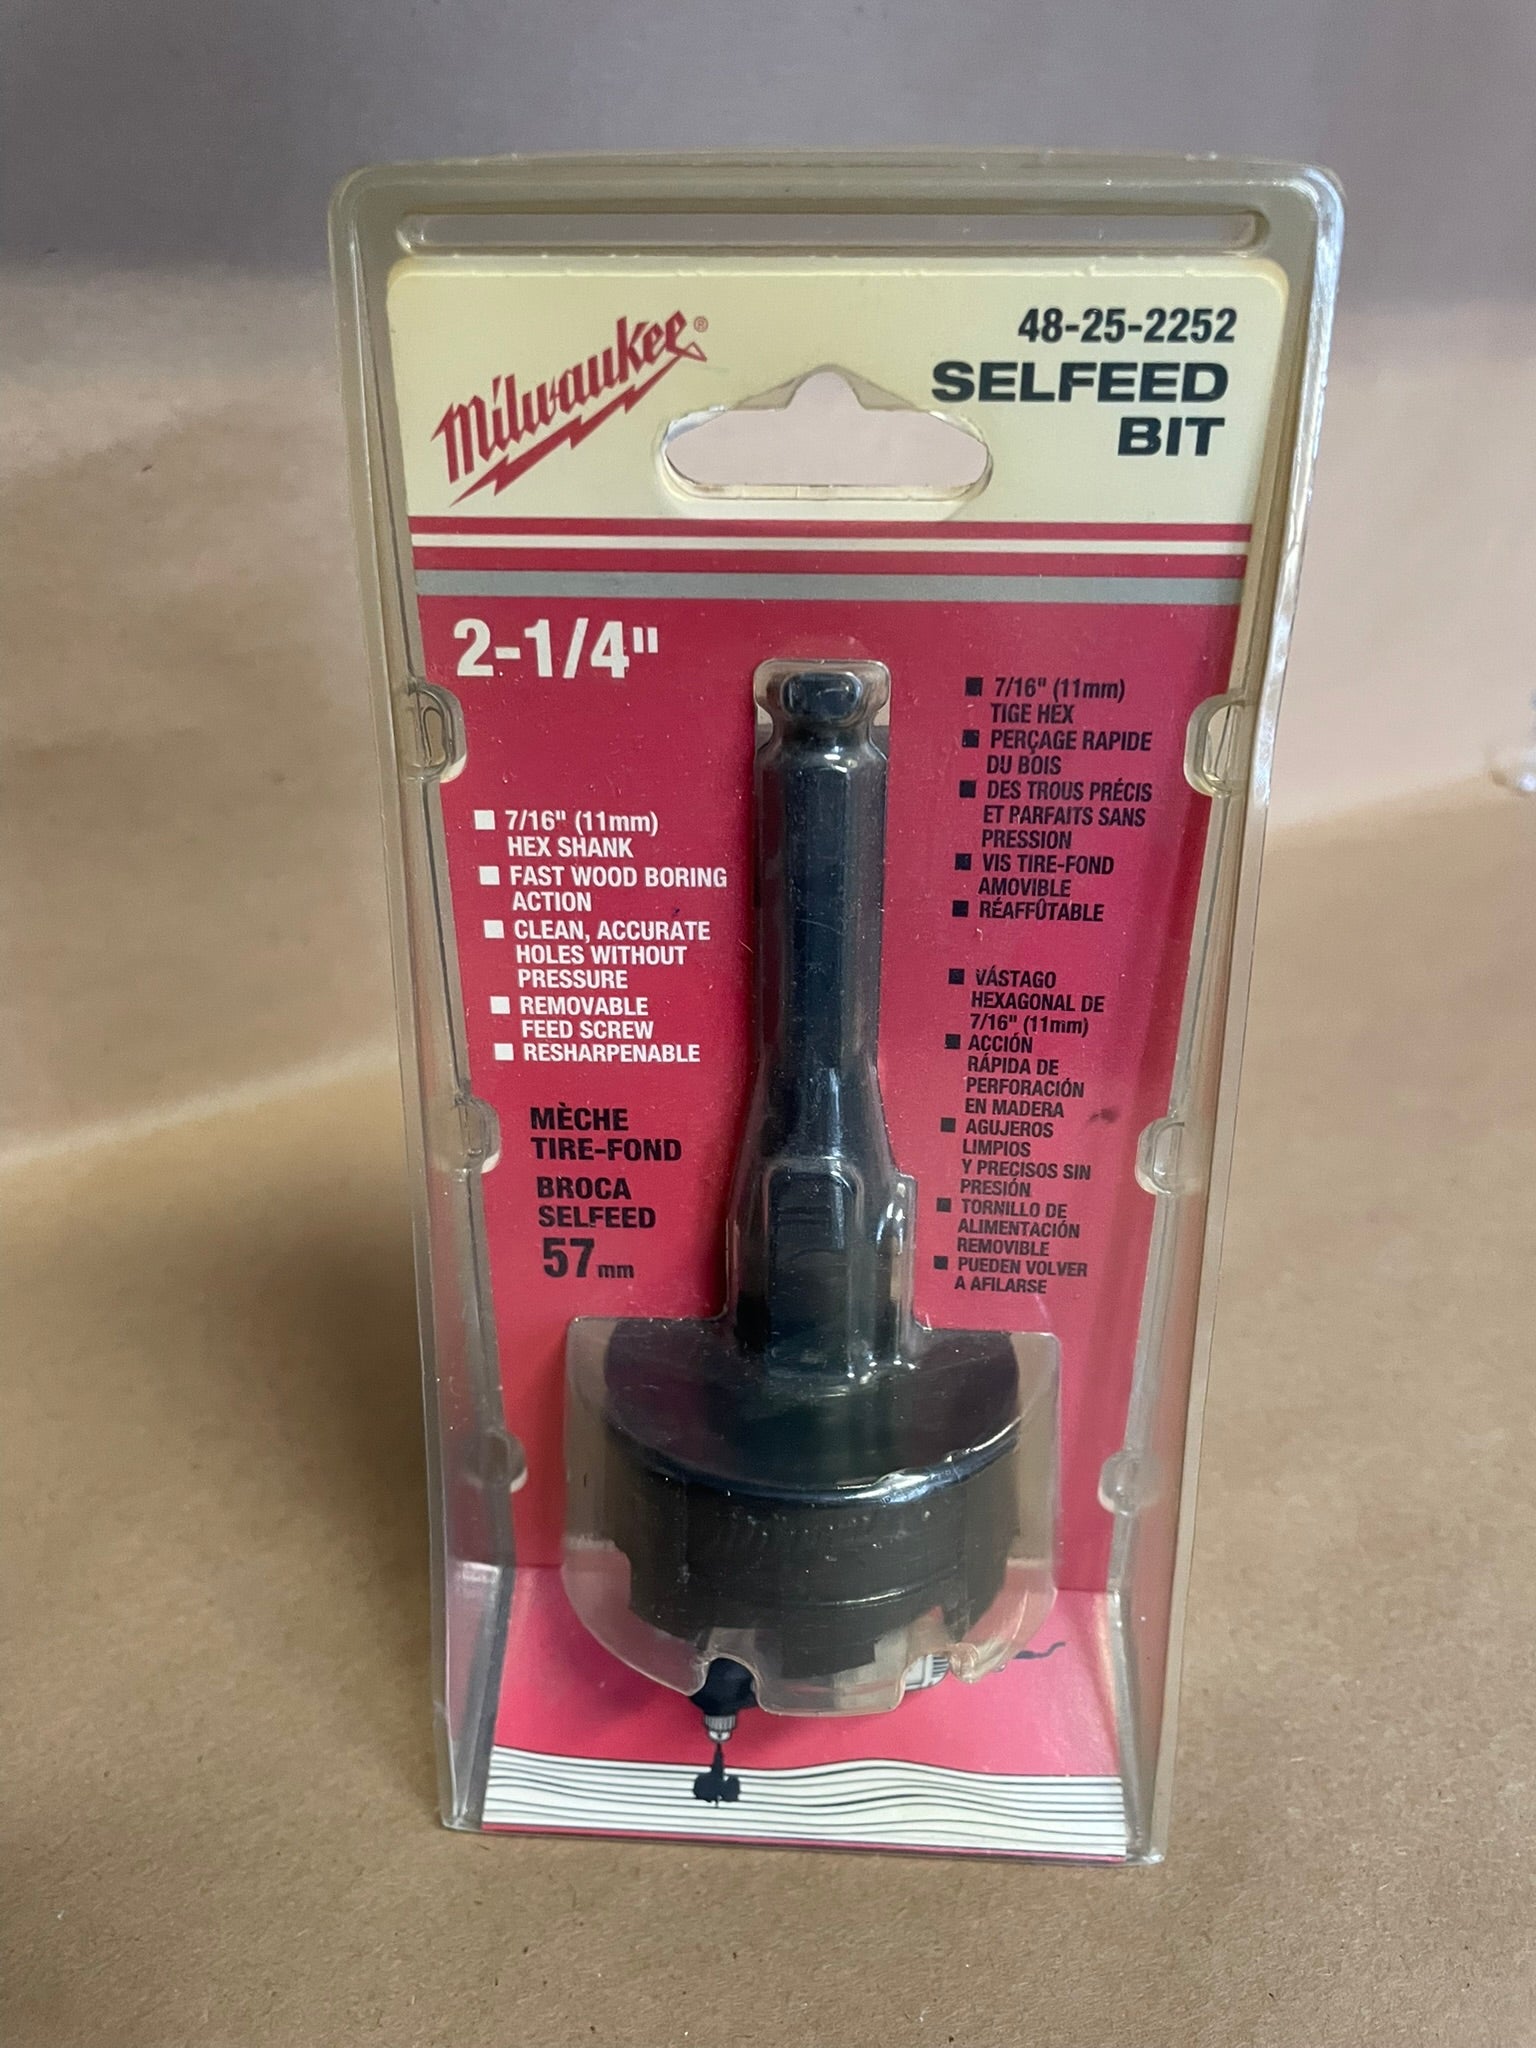 Milwaukee®
48-25-2252
SELFEED
BIT
2-1/4"
■ 7/16" (11mm)
HEX SHANK
■ FAST WOOD BORING
ACTION
■ CLEAN, ACCURATE
HOLES WITHOUT
PRESSURE
■ REMOVABLE
FEED SCREW
■ RESHARPENABLE
MÈCHE
TIRE-FOND
BROCA
SELFEED
57 mm
■ 7/16" (11mm)
TIGE HEX
■ PERÇAGE RAPIDE
DU BOIS
■ DES TROUS PRÉCIS
ET PARFAITS SANS
PRESSION
■ VIS TIRE-FOND
AMOVIBLE
■ RÉAFFÛTABLE
■ VÁSTAGO
HEXAGONAL DE
7/16" (11mm)
■ ACCIÓN
RÁPIDA DE
PERFORACIÓN
EN MADERA
■ AGUJEROS
LIMPIOS
Y PRECISOS SIN
PRESIÓN
■ TORNILLO DE
ALIMENTACIÓN
REMOVIBLE
■ PUEDEN VOLVER
A AFILARSE